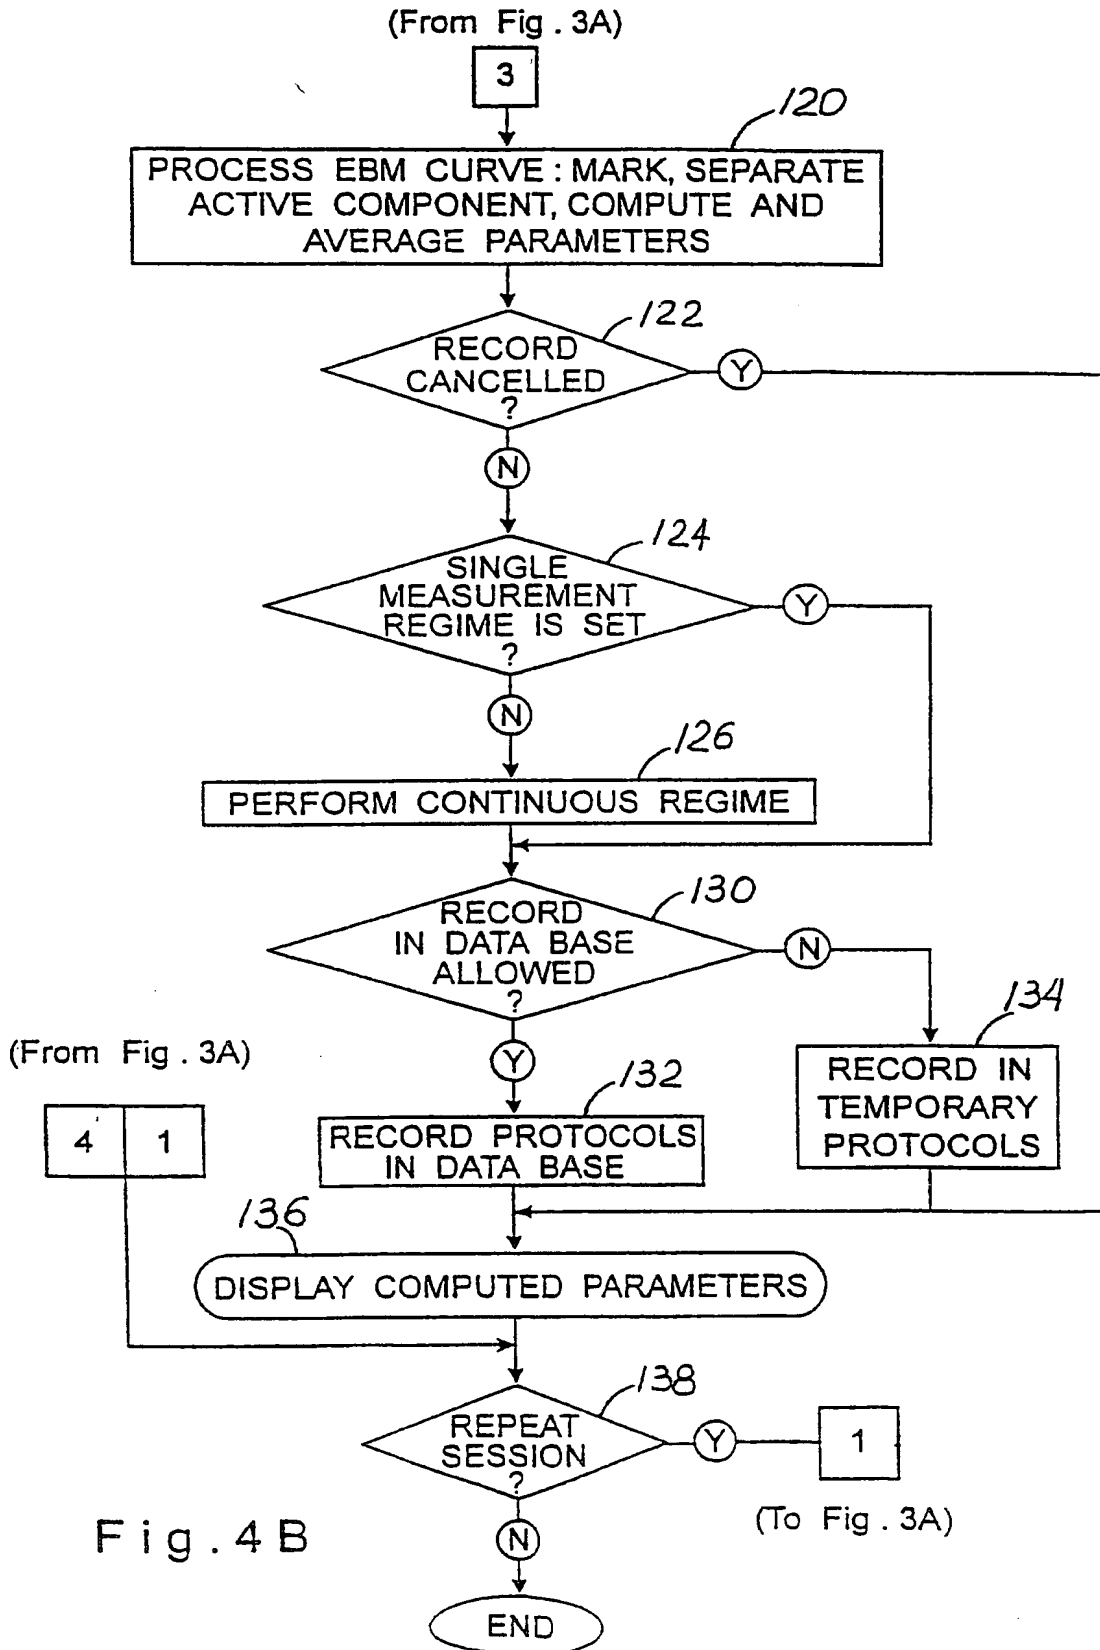 (From Fig. 3A)
3
120
PROCESS EBM CURVE: MARK, SEPARATE
ACTIVE COMPONENT, COMPUTE AND
AVERAGE PARAMETERS
122
RECORD
CANCELLED
?
Y
N
124
SINGLE
MEASUREMENT
REGIME IS SET
?
Y
N
126
PERFORM CONTINUOUS REGIME
130
RECORD
IN DATA BASE
ALLOWED
?
N
Y
134
RECORD IN
TEMPORARY
PROTOCOLS
(From Fig. 3A)
4 1
132
RECORD PROTOCOLS
IN DATA BASE
136
DISPLAY COMPUTED PARAMETERS
138
REPEAT
SESSION
?
Y
1
(To Fig. 3A)
N
Fig. 4B
END